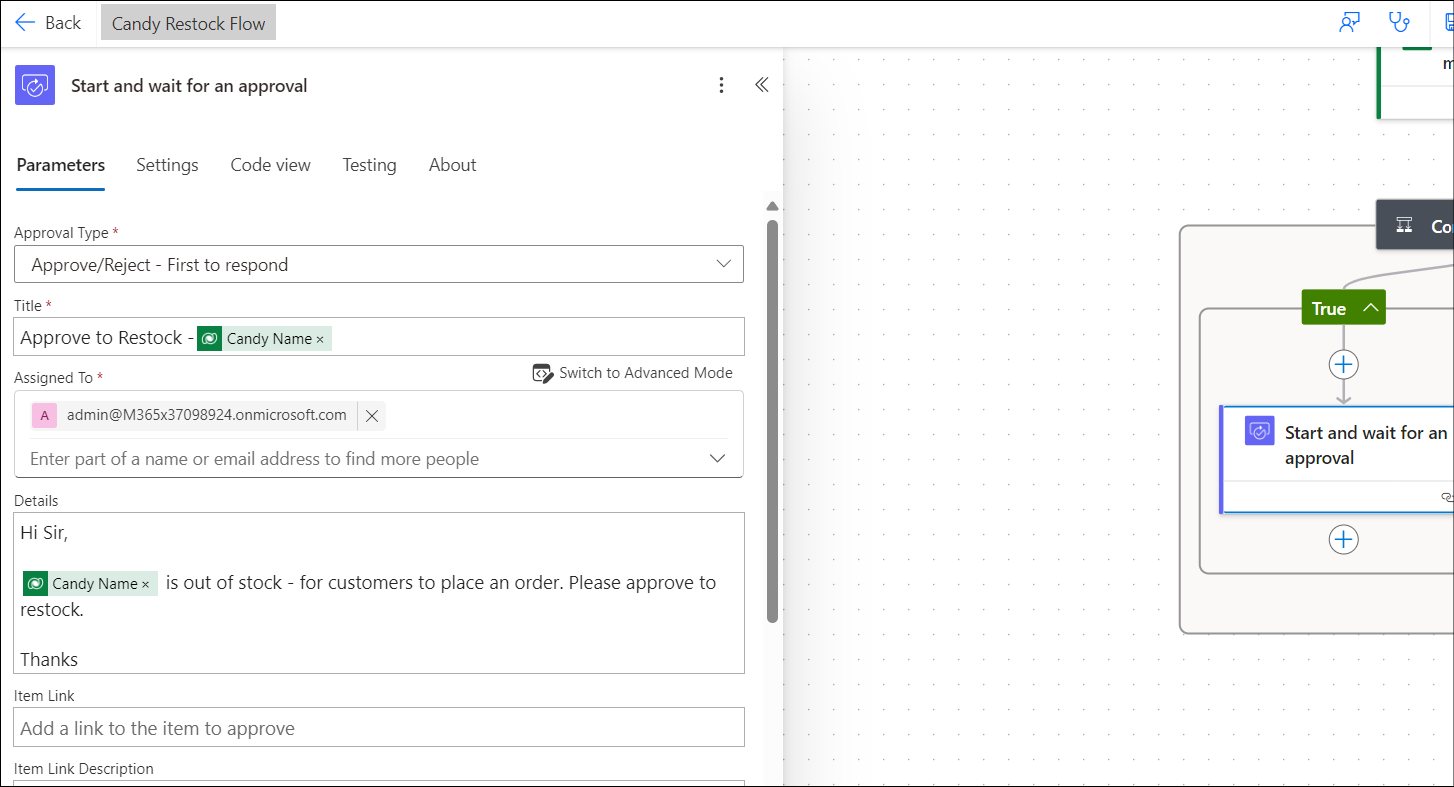 Back
Candy Restock Flow
Start and wait for an approval
Parameters
Settings
Code view
Testing
About
Approval Type *
Approve/Reject - First to respond
Title *
Approve to Restock - Candy Name ×
Assigned To *
Switch to Advanced Mode
A admin@M365x37098924.onmicrosoft.com
Enter part of a name or email address to find more people
Details
Hi Sir,
Candy Name × is out of stock - for customers to place an order. Please approve to
restock.
Thanks
Item Link
Add a link to the item to approve
Item Link Description
True
Start and wait for an
approval